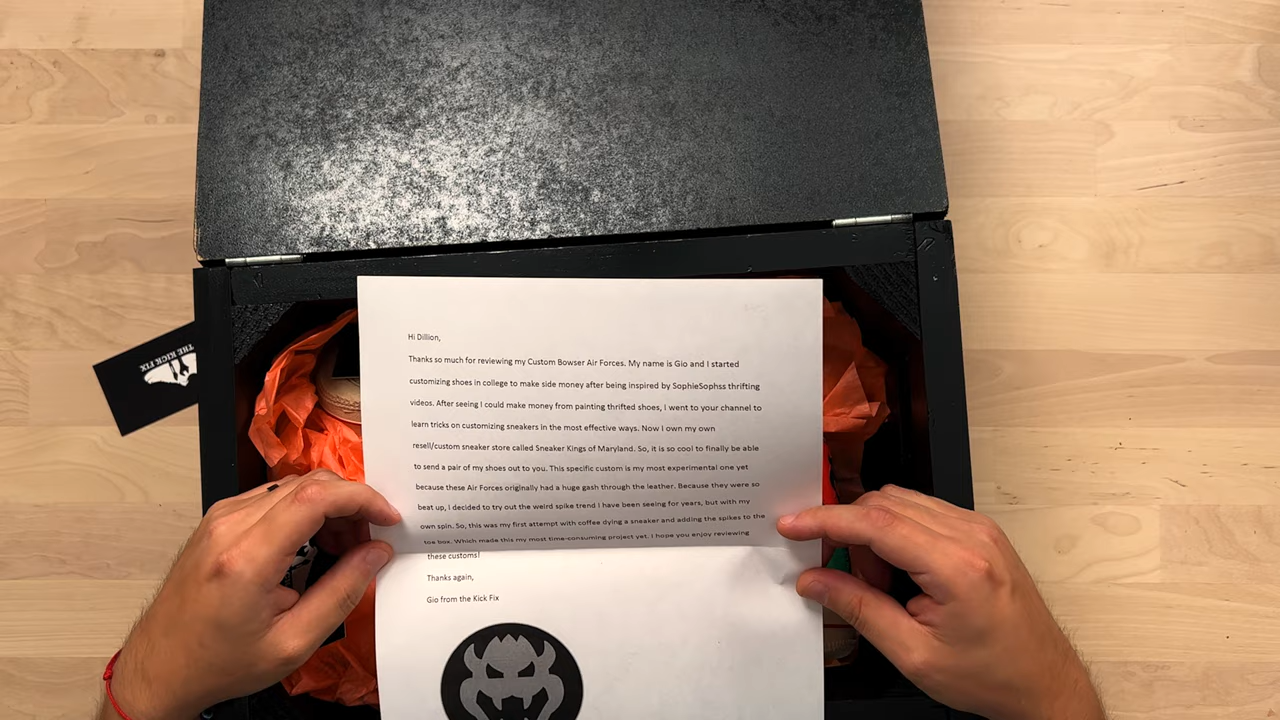 Hi Dillion,
Thanks so much for reviewing my Custom Bowser Air Forces. My name is Gio and I started
customizing shoes in college to make side money after being inspired by SophieSophss thrifting
videos. After seeing I could make money from painting thrifted shoes, I went to your channel to
learn tricks on customizing sneakers in the most effective ways. Now I own my own
resell/custom sneaker store called Sneaker Kings of Maryland. So, it is so cool to finally be able
to send a pair of my shoes out to you. This specific custom is my most experimental one yet
because these Air Forces originally had a huge gash through the leather. Because they were so
beat up, I decided to try out the weird spike trend I have been seeing for years, but with my
own spin. So, this was my first attempt with coffee dying a sneaker and adding the spikes to the
toe box. Which made this my most time-consuming project yet. I hope you enjoy reviewing
these customs!
Thanks again,
Gio from the Kick Fix
THE KICK FIX